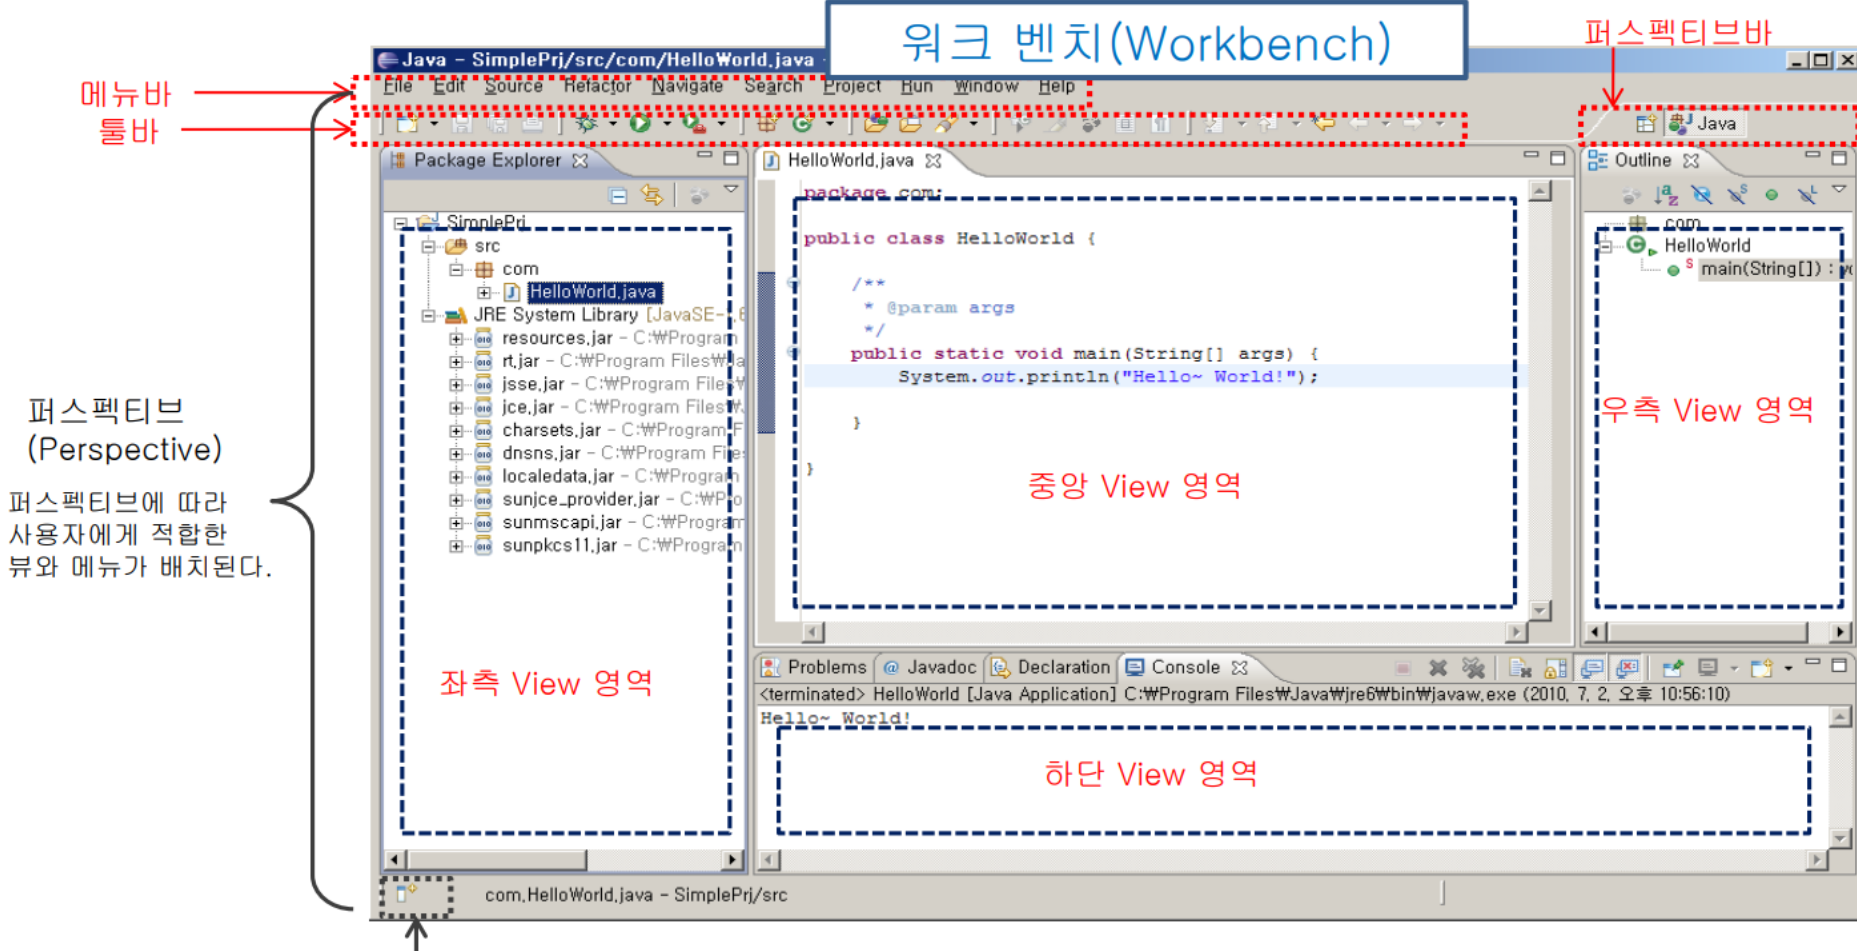 워크 벤치(Workbench)
퍼스펙티브바
Java - SimplePrj/src/com/HelloWorld.java -
메뉴바
File Edit Source Refactor Navigate Search Project Run Window Help
툴바
Java
Package Explorer
HelloWorld.java
Outline
package com;
SimplePrj
com
public class HelloWorld {
src
HelloWorld
com
main(String[]) :
/**
HelloWorld.java
* @param args
JRE System Library [JavaSE-
*/
resources.jar - C:₩Program
public static void main(String[] args) {
rt.jar - C:₩Program Files₩
System.out.println("Hello~ World!");
jsse.jar - C:₩Program Files
jce.jar - C:₩Program Files₩
}
charsets.jar - C:₩Program F
dnsns.jar - C:₩Program File
}
localedata.jar - C:₩Program
sunjce_provider.jar - C:₩P
sunmscapi.jar - C:₩Program
sunpkcs11.jar - C:₩Program
퍼스펙티브
(Perspective)
퍼스펙티브에 따라
사용자에게 적합한
뷰와 메뉴가 배치된다.
중앙 View 영역
우측 View 영역
좌측 View 영역
Problems @ Javadoc Declaration Console
<terminated> HelloWorld [Java Application] C:₩Program Files₩Java₩jre6₩bin₩javaw.exe (2010. 7. 2. 오후 10:56:10)
Hello~ World!
하단 View 영역
com.HelloWorld.java - SimplePrj/src